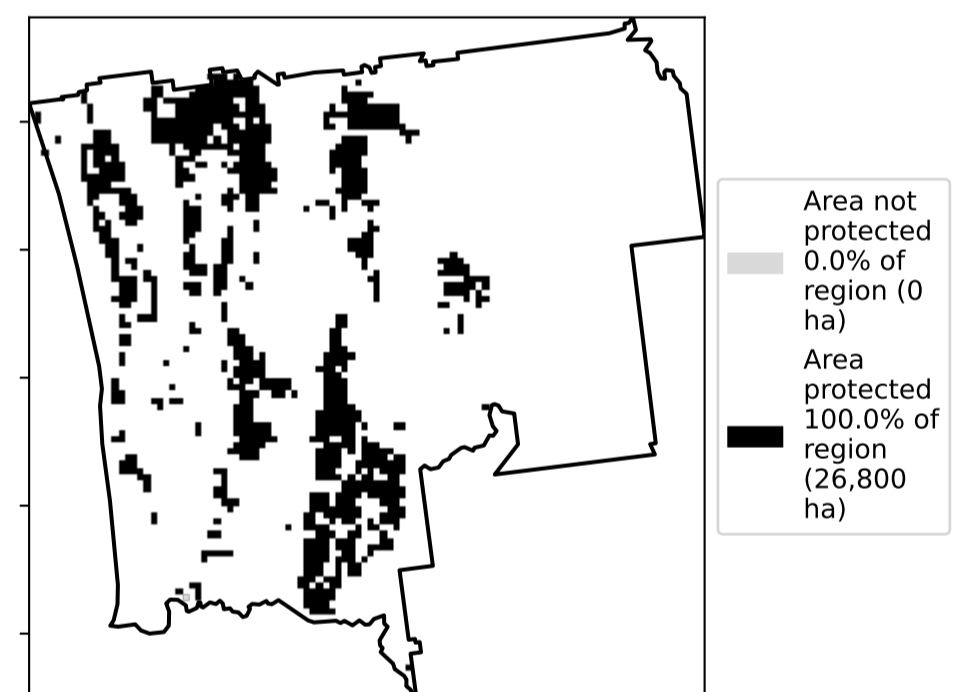 Area not
protected
0.0% of
region (0
ha)
Area
protected
100.0% of
region
(26,800
ha)